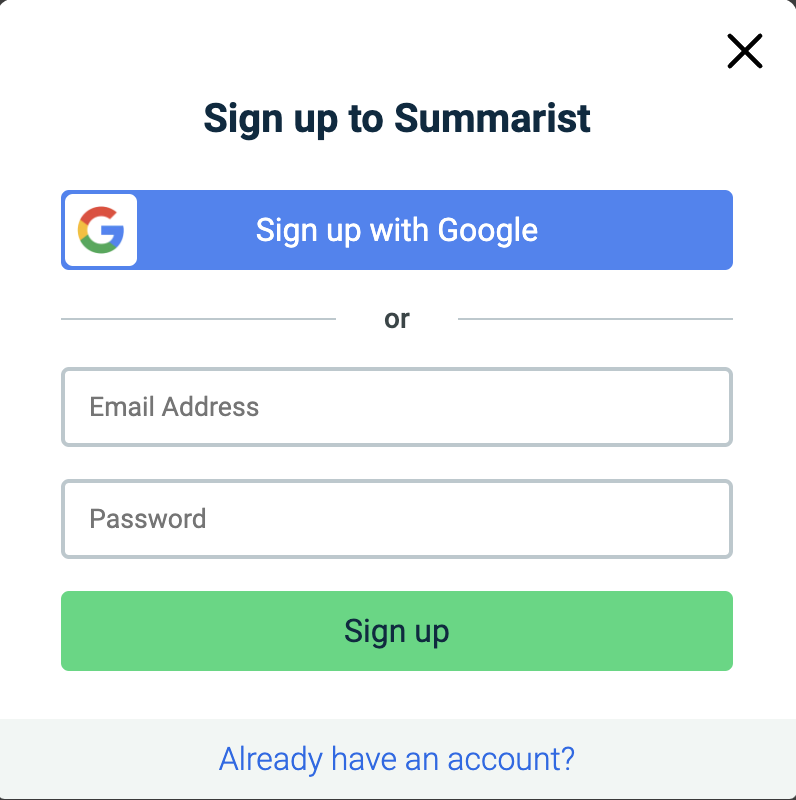 Sign up to Summarist
Sign up with Google
or
Email Address
Password
Sign up
Already have an account?